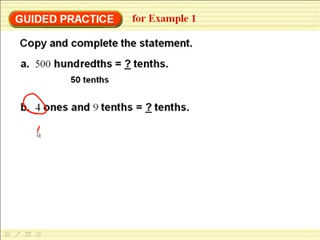 GUIDED PRACTICE for Example 1
Copy and complete the statement.
a. 500 hundredths = ? tenths.
50 tenths
b. 4 ones and 9 tenths = ? tenths.